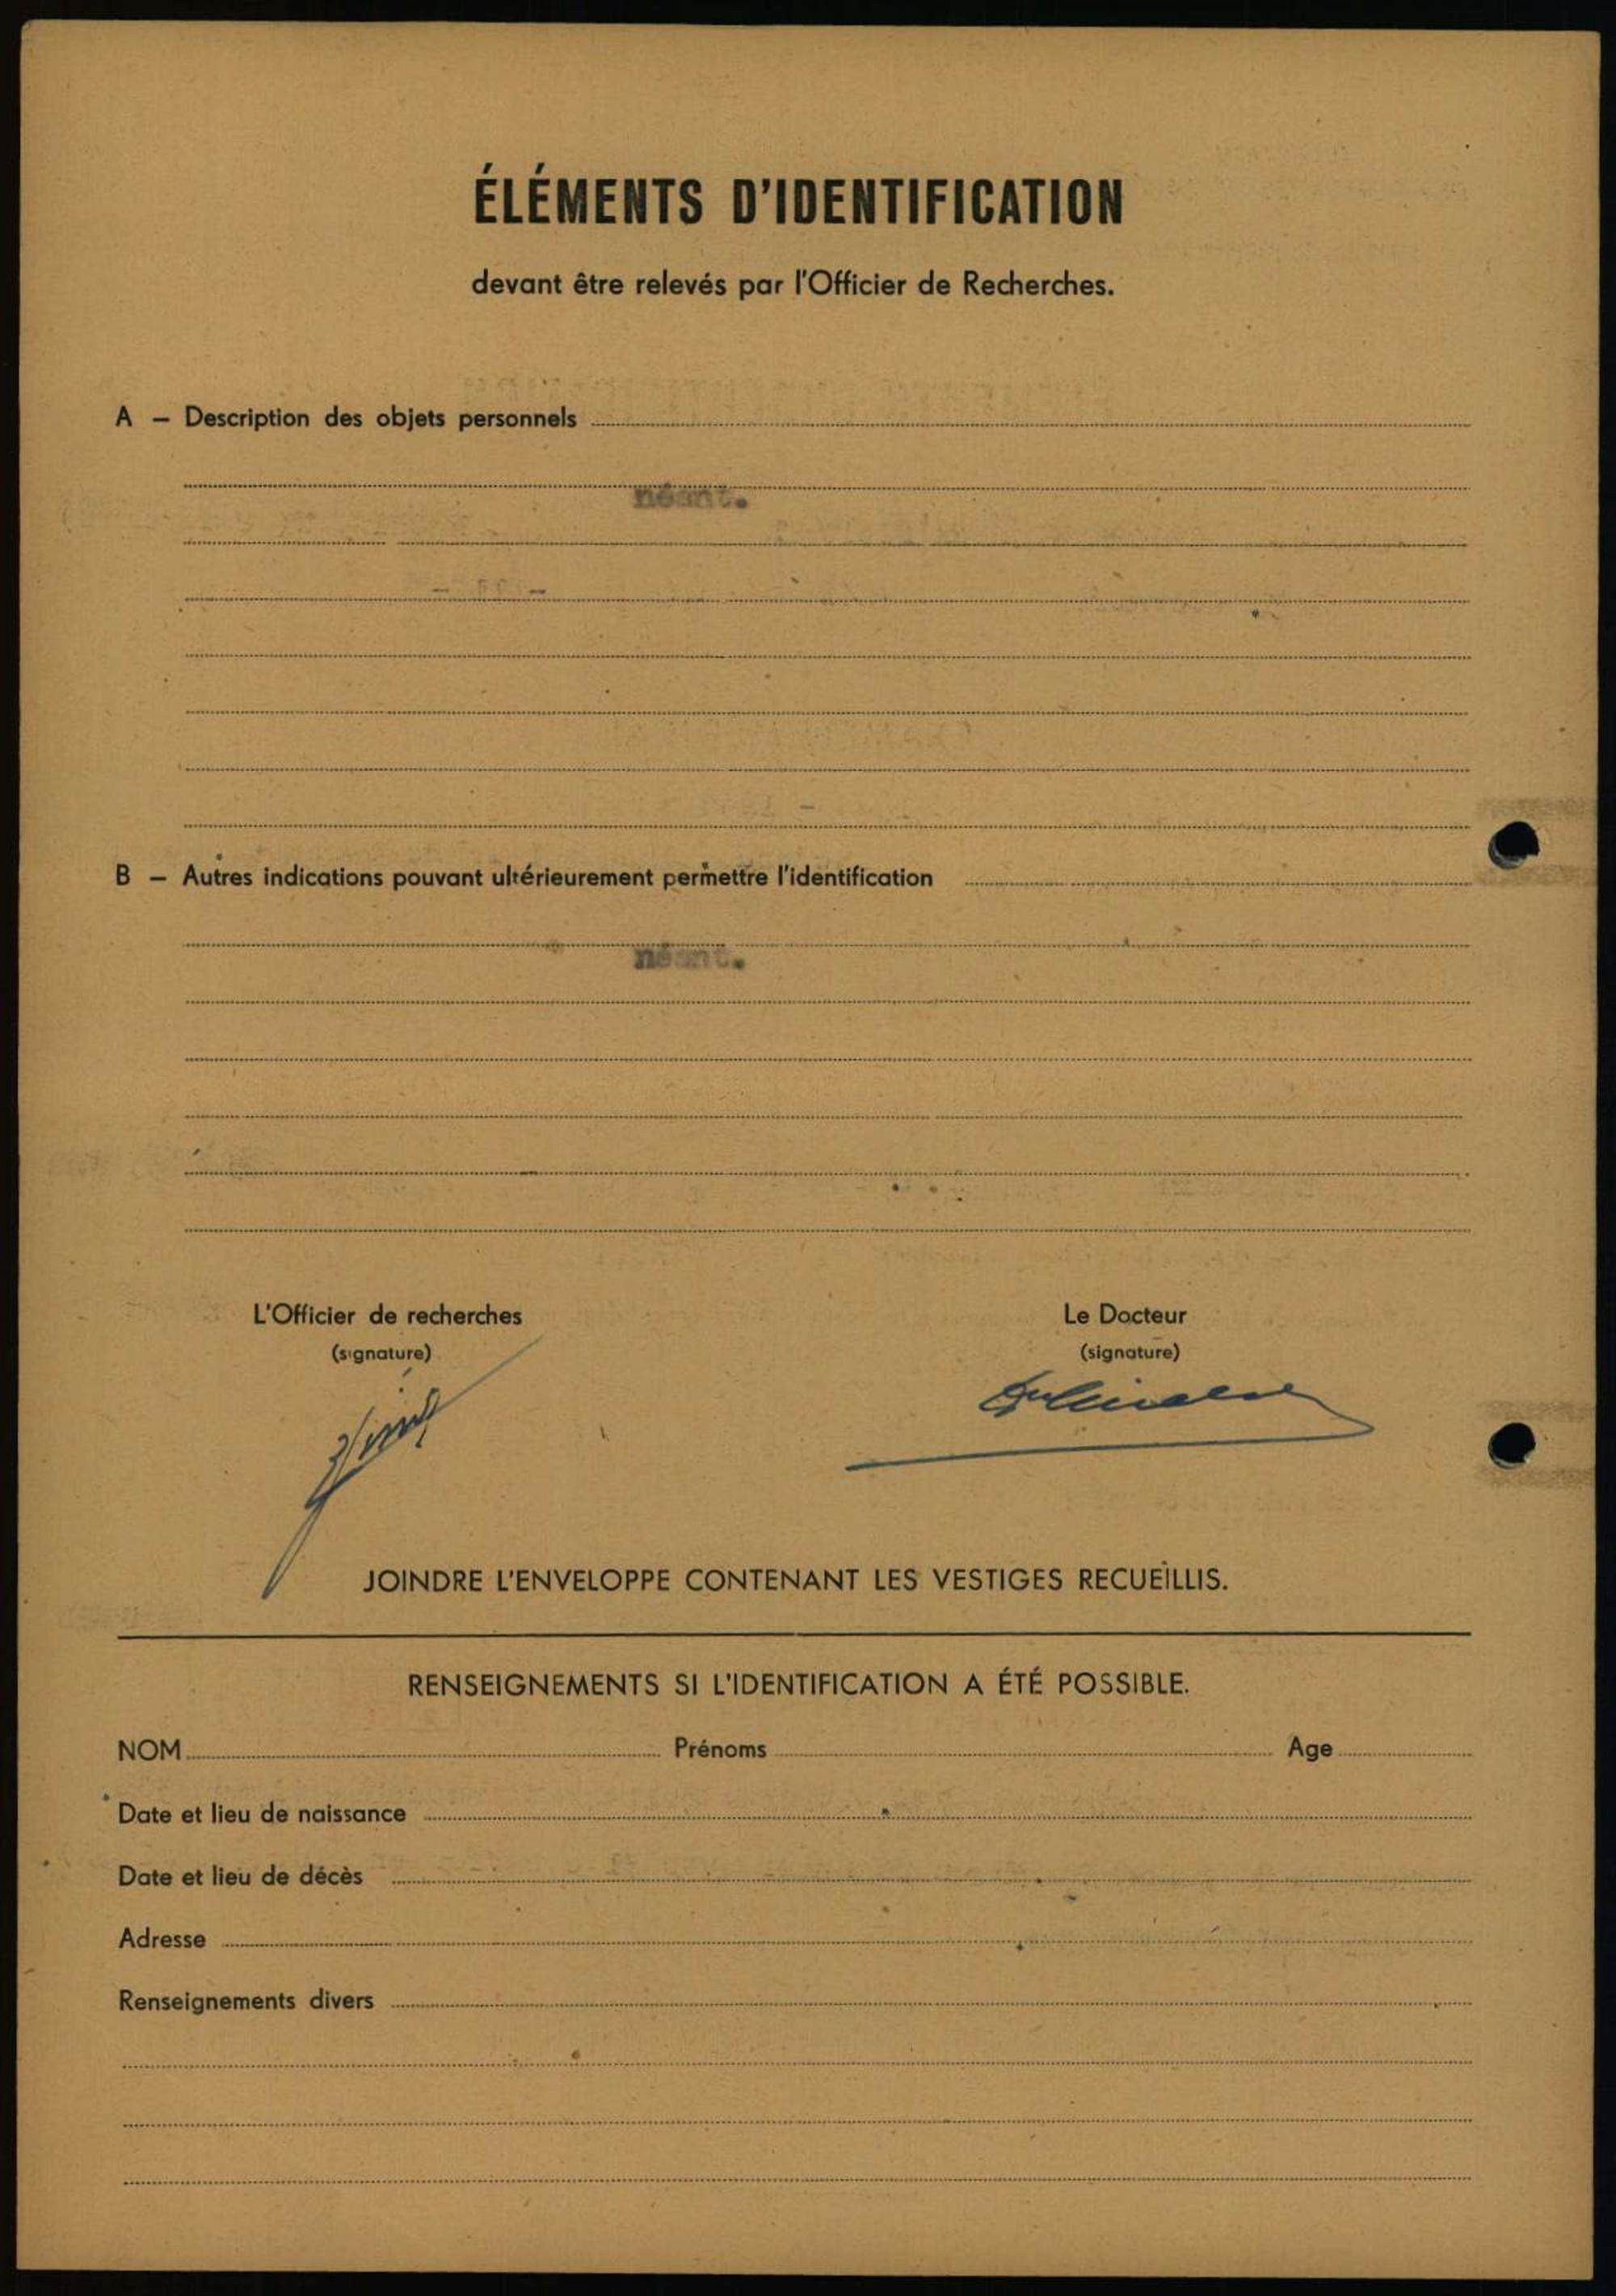 ÉLÉMENTS D'IDENTIFICATION
devant être relevés par l'Officier de Recherches.
A — Description des objets personnels
néant.
B — Autres indications pouvant ultérieurement permettre l'identification
néant.
L'Officier de recherches Le Docteur
(signature) (signature)
JOINDRE L'ENVELOPPE CONTENANT LES VESTIGES RECUEILLIS.
RENSEIGNEMENTS SI L'IDENTIFICATION A ÉTÉ POSSIBLE.
NOM Prénoms Age
Date et lieu de naissance
Date et lieu de décès
Adresse
Renseignements divers